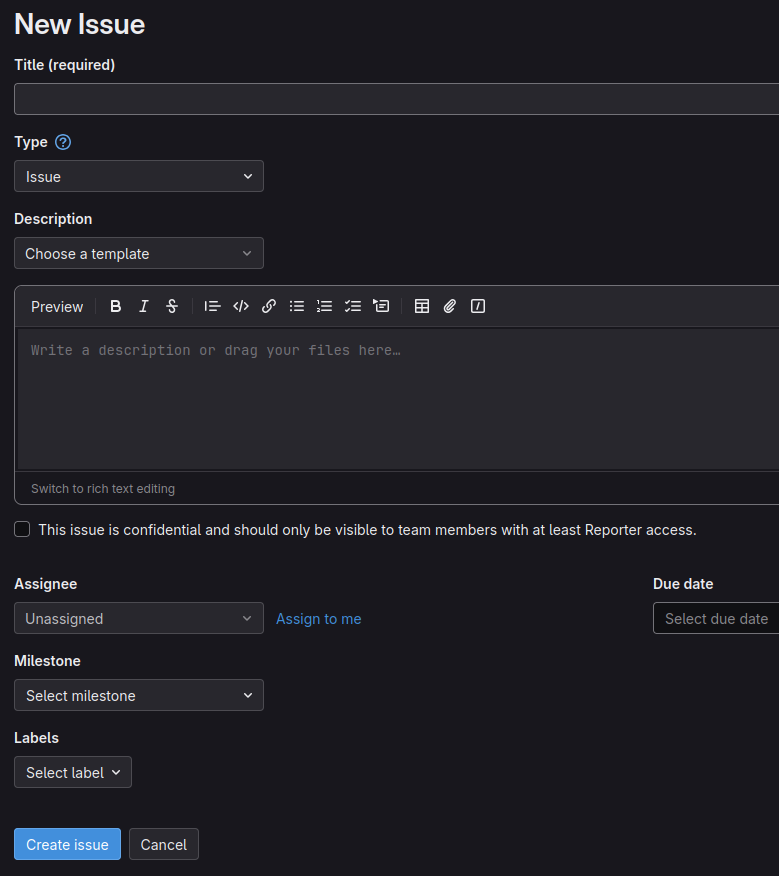 New Issue
Title (required)
Type
Issue
Description
Choose a template
Preview
Write a description or drag your files here…
Switch to rich text editing
This issue is confidential and should only be visible to team members with at least Reporter access.
Assignee Due date
Unassigned Assign to me Select due date
Milestone
Select milestone
Labels
Select label
Create issue Cancel